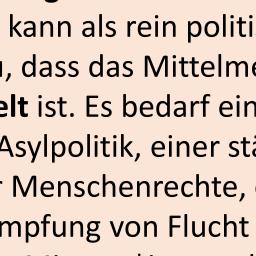 kann als rein politi
, dass das Mittelme
elt ist. Es bedarf ein
Asylpolitik, einer stä
Menschenrechte,
mpfung von Flucht